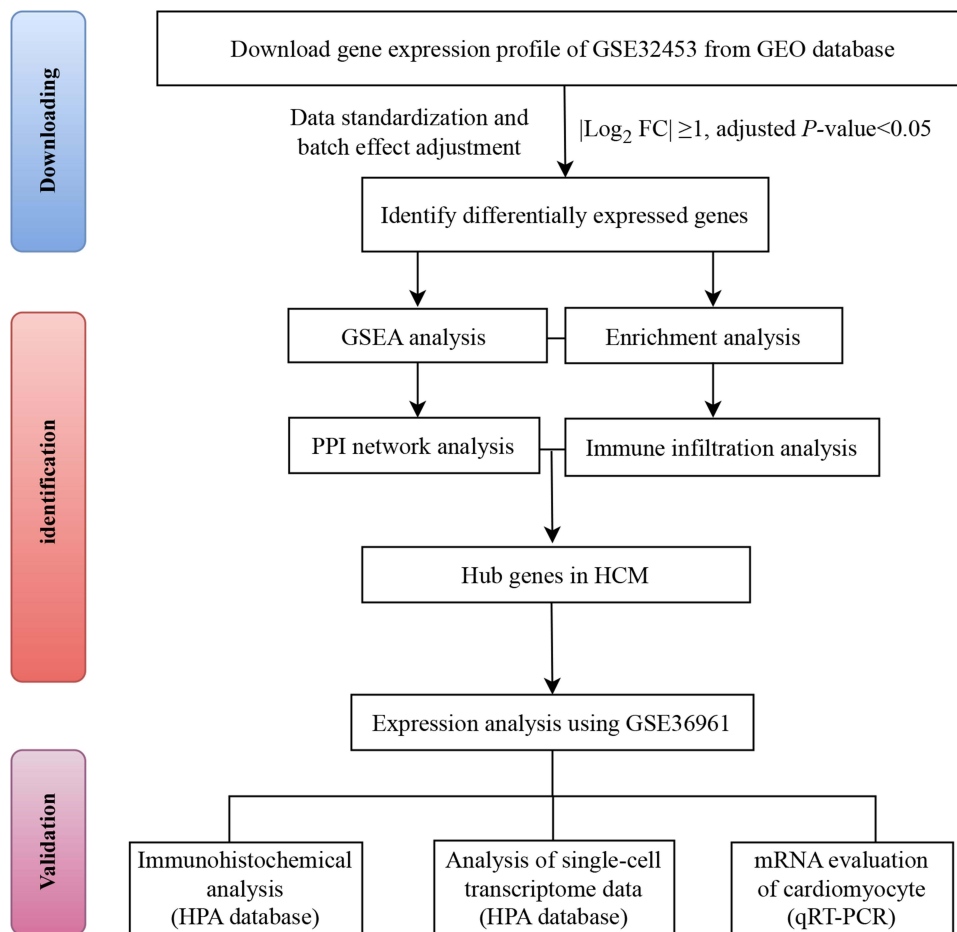 Downloading
Download gene expression profile of GSE32453 from GEO database
Data standardization and
batch effect adjustment
|Log₂ FC| ≥1, adjusted P-value<0.05
Identify differentially expressed genes
identification
GSEA analysis
Enrichment analysis
PPI network analysis
Immune infiltration analysis
Hub genes in HCM
Expression analysis using GSE36961
Validation
Immunohistochemical
analysis
(HPA database)
Analysis of single-cell
transcriptome data
(HPA database)
mRNA evaluation
of cardiomyocyte
(qRT-PCR)